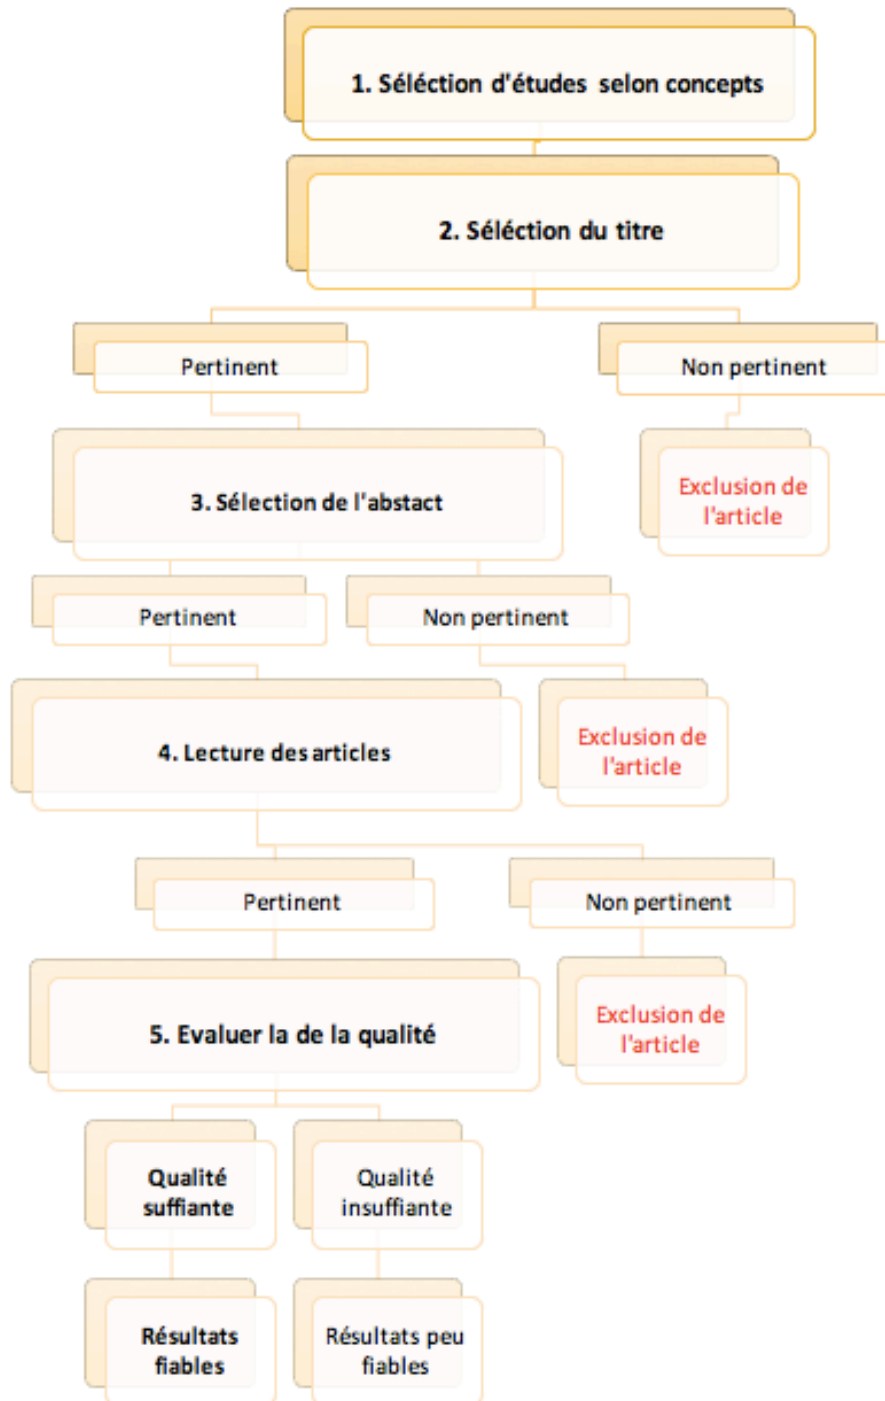 1. Séléction d'études selon concepts
2. Séléction du titre
Pertinent
Non pertinent
Exclusion de
l'article
3. Sélection de l'abstact
Pertinent
Non pertinent
Exclusion de
l'article
4. Lecture des articles
Pertinent
Non pertinent
Exclusion de
l'article
5. Evaluer la de la qualité
Qualité
suffiante
Qualité
insuffiante
Résultats
fiables
Résultats peu
fiables